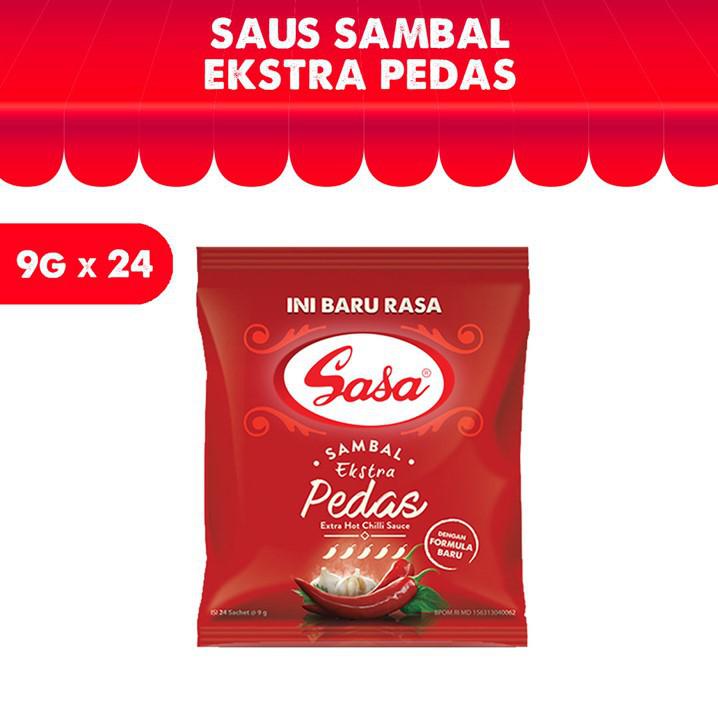 SAUS SAMBAL
EKSTRA PEDAS
9G x 24
INI BARU RASA
Sasa®
• SAMBAL •
Ekstra
Pedas
Extra Hot Chilli Sauce
DENGAN
FORMULA
BARU
ISI 24 Sachet @ 9 g
BPOM RI MD 156313040062